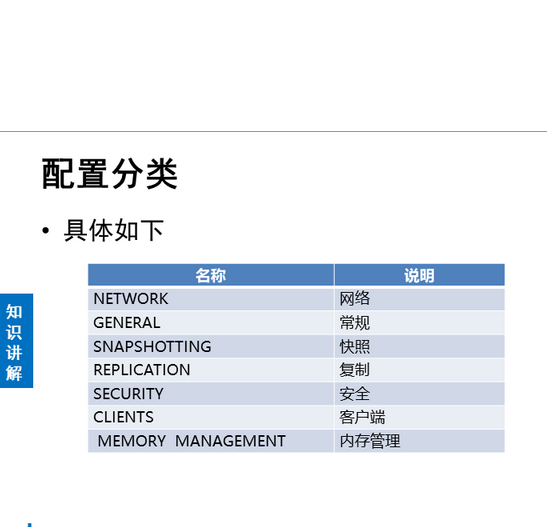 配置分类
• 具体如下
名称 说明
NETWORK 网络
GENERAL 常规
SNAPSHOTTING 快照
REPLICATION 复制
SECURITY 安全
CLIENTS 客户端
MEMORY MANAGEMENT 内存管理
知
识
讲
解